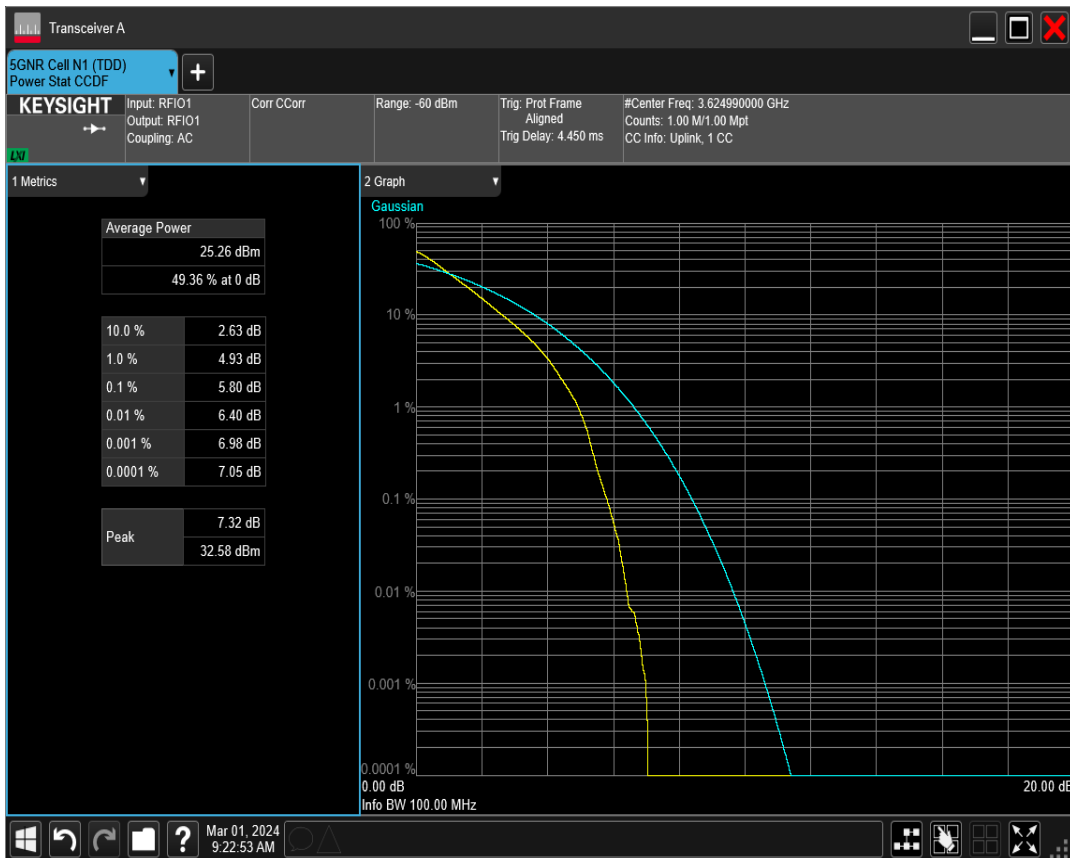 Transceiver A
5GNR Cell N1 (TDD)
Power Stat CCDF
+
KEYSIGHT
LXI
Input: RFIO1
Output: RFIO1
Coupling: AC
Corr CCorr
Range: -60 dBm
Trig: Prot Frame
Aligned
Trig Delay: 4.450 ms
#Center Freq: 3.624990000 GHz
Counts: 1.00 M/1.00 Mpt
CC Info: Uplink, 1 CC
1 Metrics
Average Power
25.26 dBm
49.36 % at 0 dB
10.0 % 2.63 dB
1.0 % 4.93 dB
0.1 % 5.80 dB
0.01 % 6.40 dB
0.001 % 6.98 dB
0.0001 % 7.05 dB
Peak
7.32 dB
32.58 dBm
2 Graph
Gaussian
100 %
10 %
1 %
0.1 %
0.01 %
0.001 %
0.0001 %
0.00 dB 20.00 dB
Info BW 100.00 MHz
?
Mar 01, 2024
9:22:53 AM